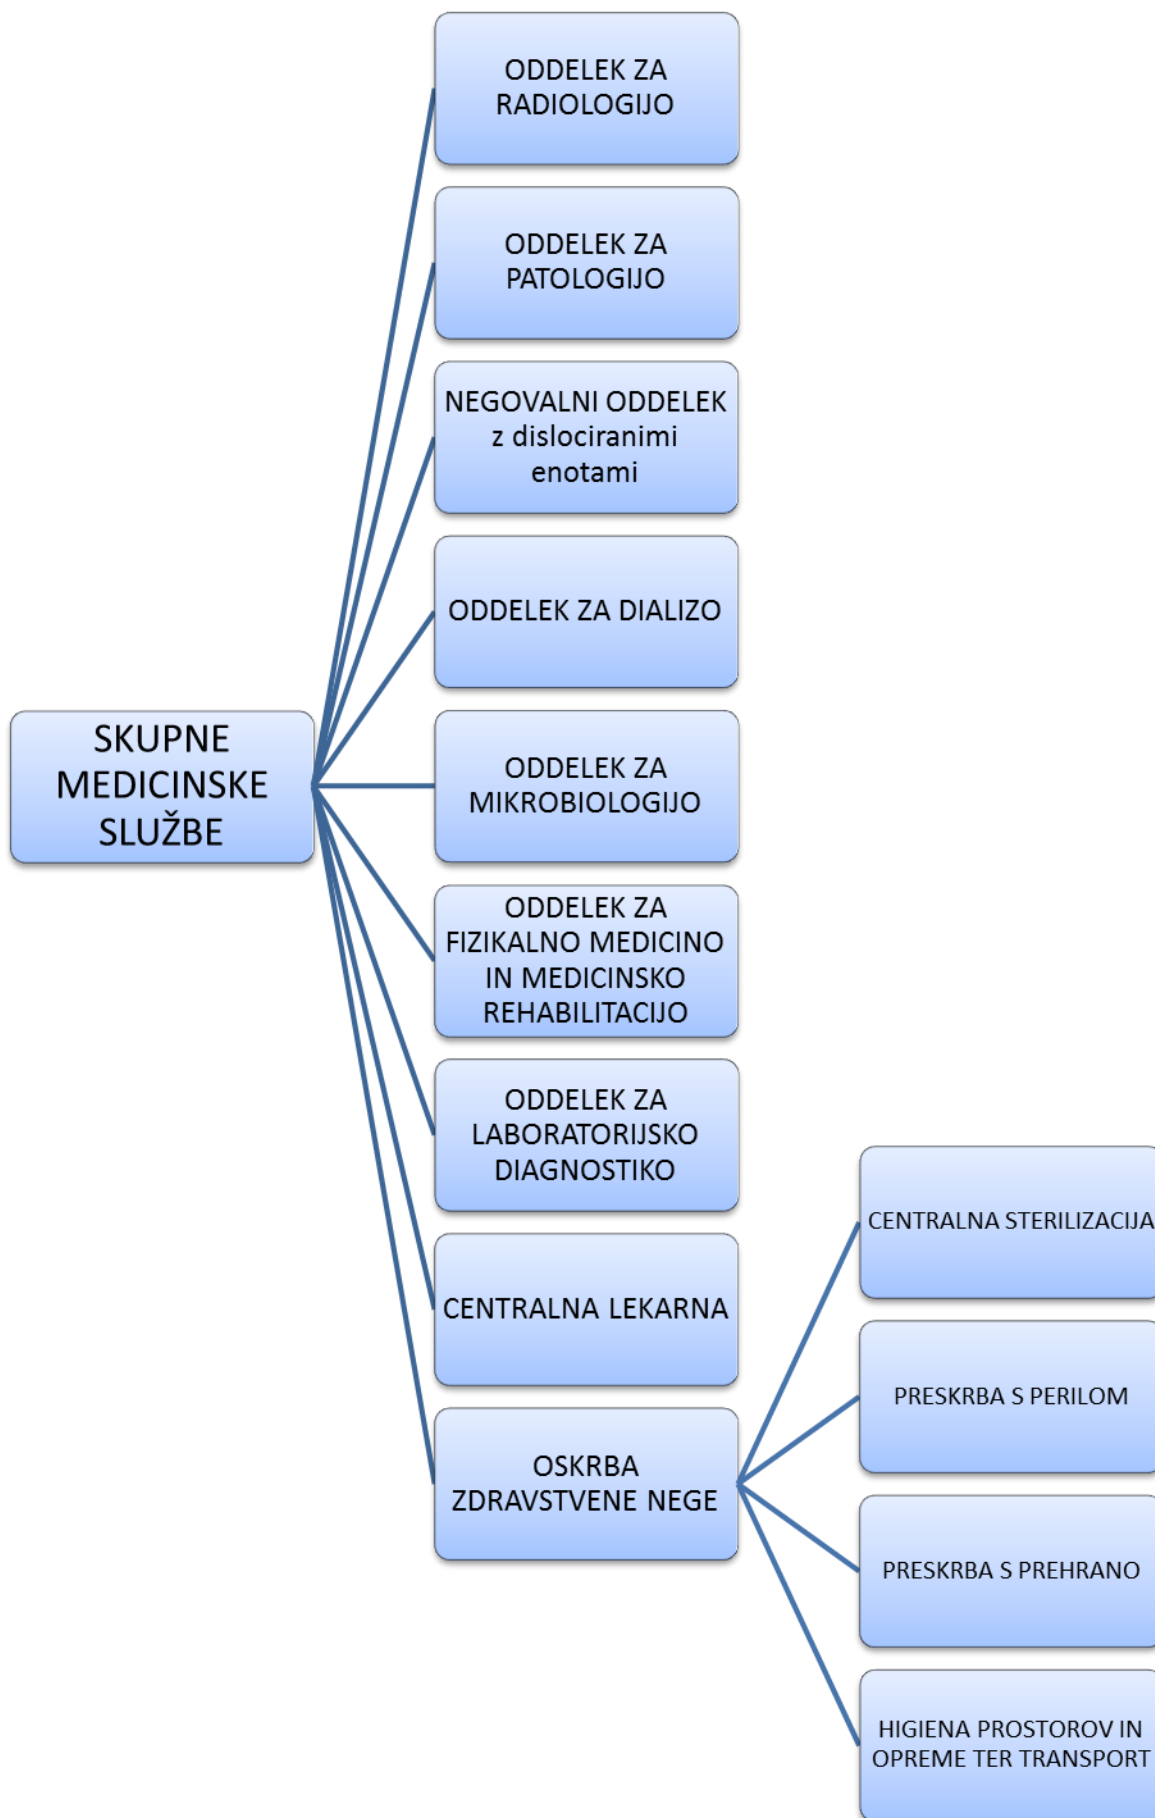 ODDELEK ZA
RADIOLOGIJO
ODDELEK ZA
PATOLOGIJO
NEGOVALNI ODDELEK
z dislociranimi
enotami
ODDELEK ZA DIALIZO
SKUPNE
MEDICINSKE
SLUŽBE
ODDELEK ZA
MIKROBIOLOGIJO
ODDELEK ZA
FIZIKALNO MEDICINO
IN MEDICINSKO
REHABILITACIJO
ODDELEK ZA
LABORATORIJSKO
DIAGNOSTIKO
CENTRALNA LEKARNA
OSKRBA
ZDRAVSTVENE NEGE
CENTRALNA STERILIZACIJA
PRESKRBA S PERILOM
PRESKRBA S PREHRANO
HIGIENA PROSTOROV IN
OPREME TER TRANSPORT